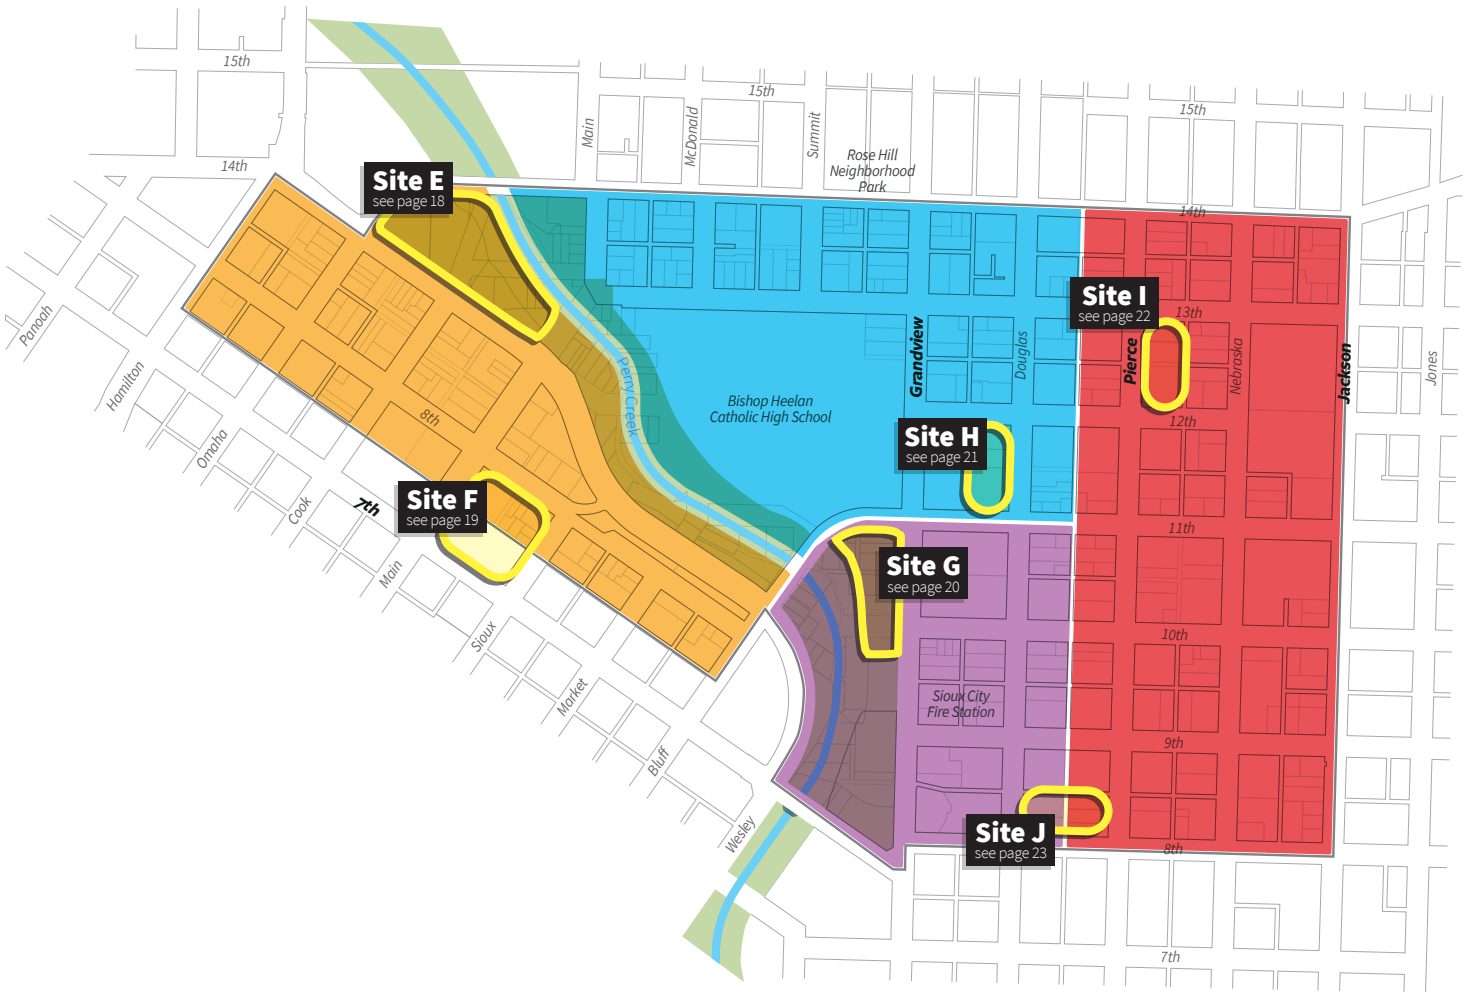 15th
15th
15th
Main
McDonald
Summit
Rose Hill
Neighborhood
Park
14th
Site E
see page 18
14th
Panoah
Hamilton
Omaha
Cook
7th
8th
Perry Creek
Bishop Heelan
Catholic High School
Grandview
Douglas
Site I
see page 22
13th
Pierce
Nebraska
Jackson
Jones
12th
Site H
see page 21
Site F
see page 19
11th
Site G
see page 20
Main
Sioux
Market
Bluff
Wesley
10th
Sioux City
Fire Station
9th
Site J
see page 23
8th
7th